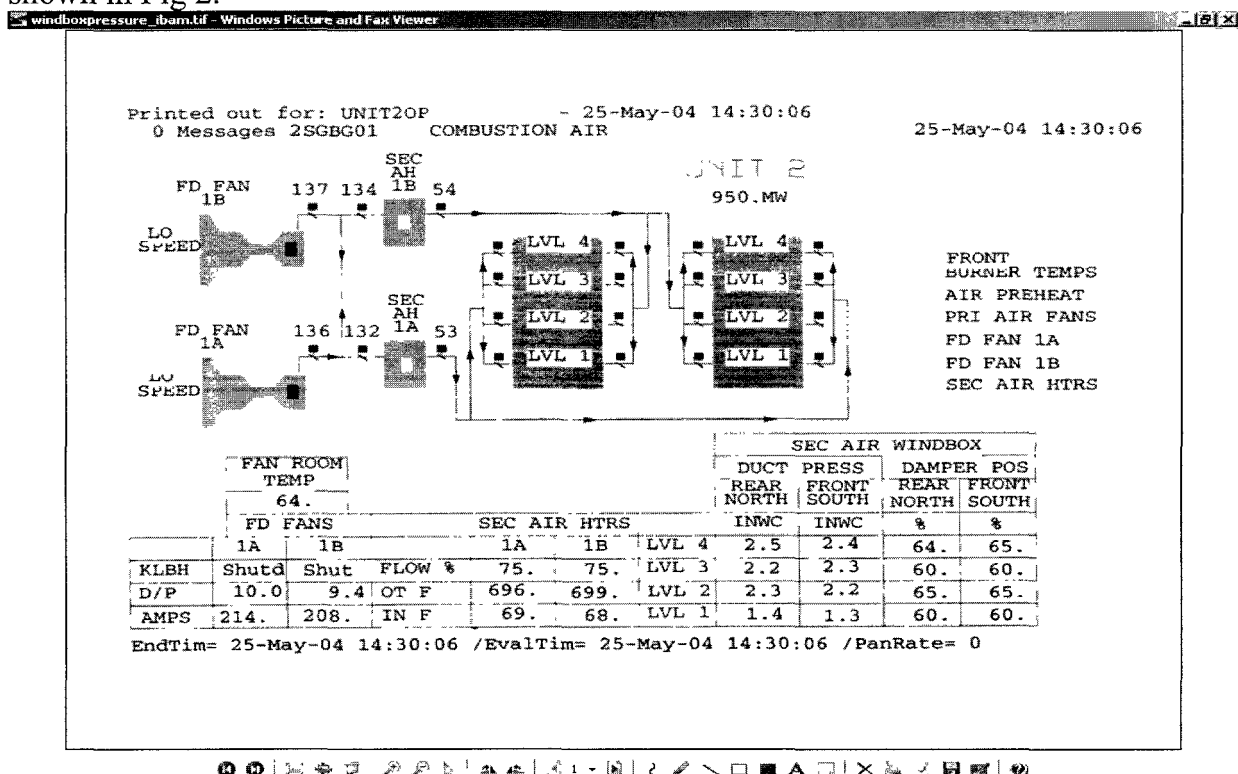 shown in Fig 2.
windboxpressure_ibam.tif - Windows Picture and Fax Viewer
Printed out for: UNIT2OP - 25-May-04 14:30:06
0 Messages 2SGBG01 COMBUSTION AIR 25-May-04 14:30:06
UNIT 2
950.MW
FD FAN
1B
137 134
SEC
AH
1B
54
LO
SPEED
LVL 4 LVL 4
LVL 3 LVL 3
LVL 2 LVL 2
LVL 1 LVL 1
FRONT
BURNER TEMPS
AIR PREHEAT
PRI AIR FANS
FD FAN 1A
FD FAN 1B
SEC AIR HTRS
FD FAN
1A
136 132
SEC
AH
1A
53
LO
SPEED
SEC AIR WINDBOX
FAN ROOM
TEMP
64.
DUCT PRESS DAMPER POS
REAR FRONT REAR FRONT
NORTH SOUTH NORTH SOUTH
FD FANS SEC AIR HTRS INWC INWC % %
1A 1B 1A 1B LVL 4 2.5 2.4 64. 65.
KLBH Shutd Shut FLOW % 75. 75. LVL 3 2.2 2.3 60. 60.
D/P 10.0 9.4 OT F 696. 699. LVL 2 2.3 2.2 65. 65.
AMPS 214. 208. IN F 69. 68. LVL 1 1.4 1.3 60. 60.
EndTim= 25-May-04 14:30:06 /EvalTim= 25-May-04 14:30:06 /PanRate= 0